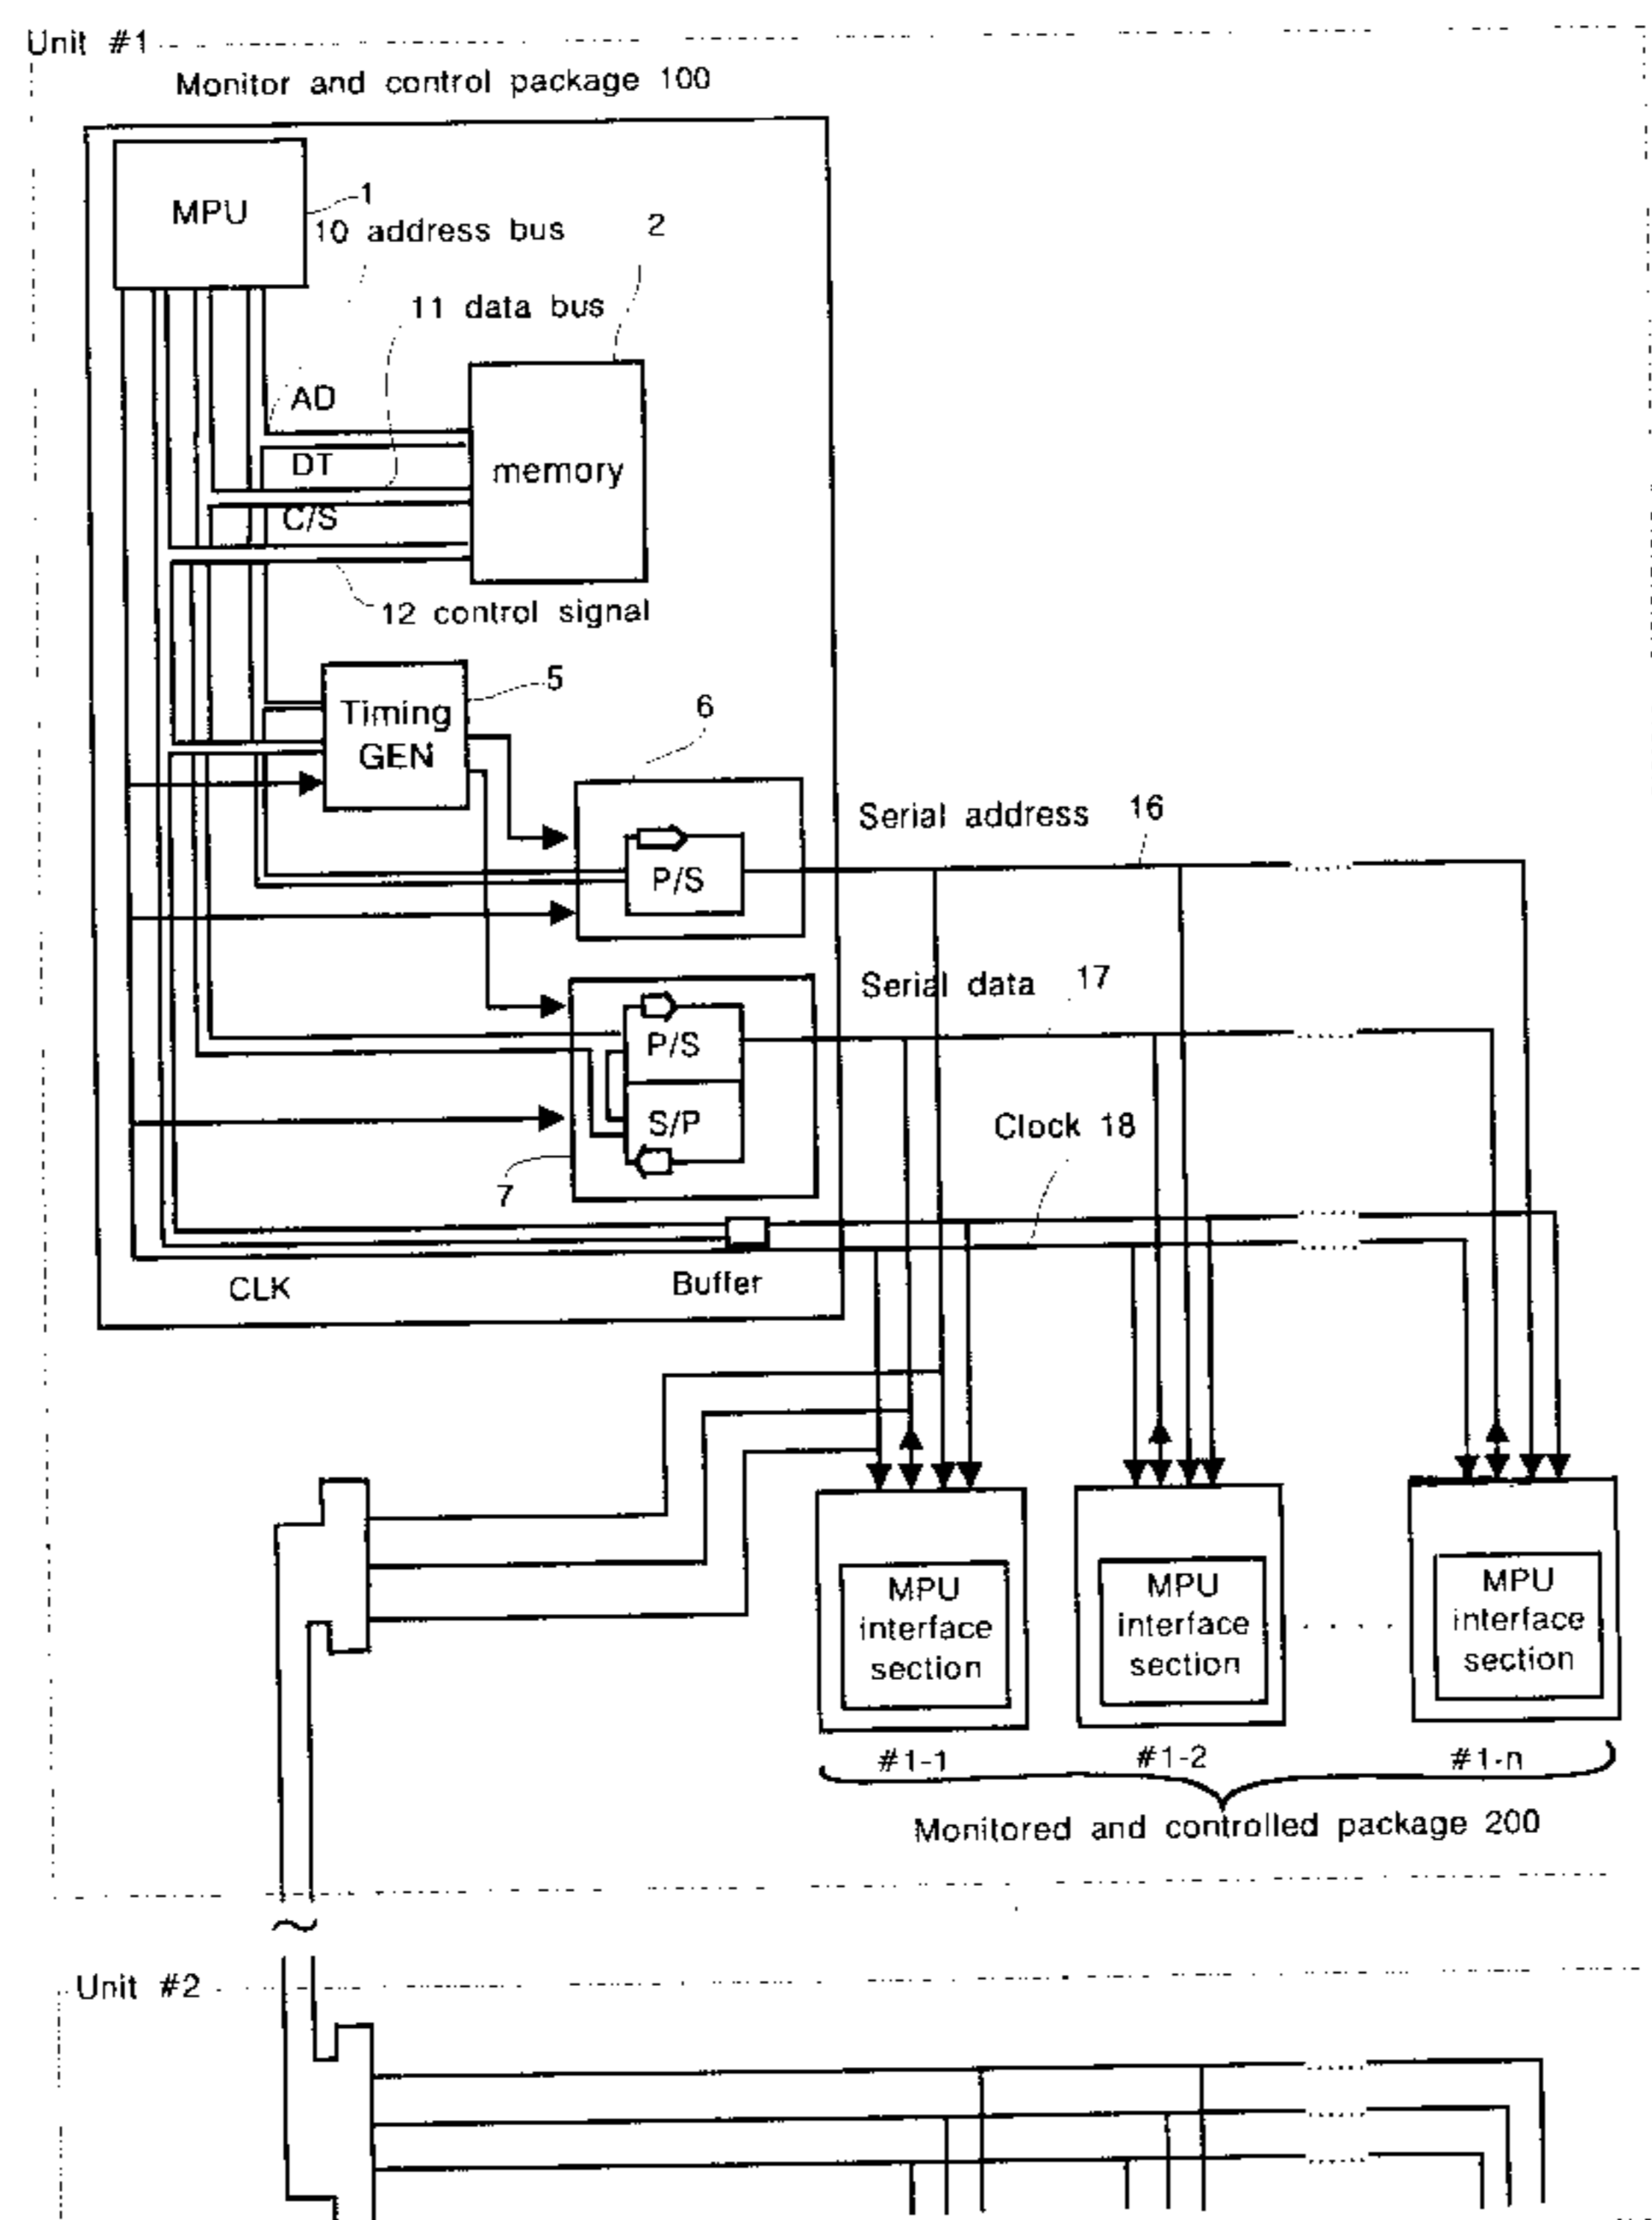 Unit #1
Monitor and control package 100
MPU
1
10 address bus
2
11 data bus
AD
DT
memory
C/S
12 control signal
5
Timing
GEN
6
Serial address 16
P/S
Serial data 17
P/S
S/P
Clock 18
7
CLK
Buffer
MPU
interface
section
MPU
interface
section
MPU
interface
section
#1-1
#1-2
#1-n
Monitored and controlled package 200
Unit #2